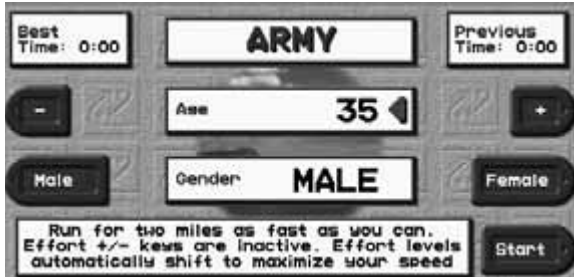 Best
Time: 0:00
ARMY
Previous
Time: 0:00
-
Age
35
+
Male
Gender
MALE
Female
Run for two miles as fast as you can.
Effort +/- keys are inactive. Effort levels
automatically shift to maximize your speed
Start